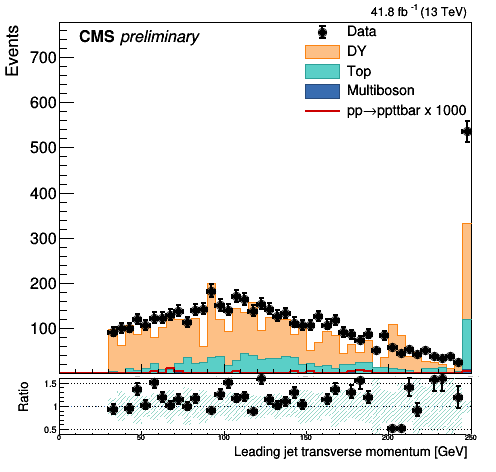 41.8 fb⁻¹ (13 TeV)
CMS preliminary
Data
DY
Top
Multiboson
pp→ppttbar x 1000
Events
700
600
500
400
300
200
100
Ratio
1.5
1
0.5
0 50 100 150 200 250
Leading jet transverse momentum [GeV]